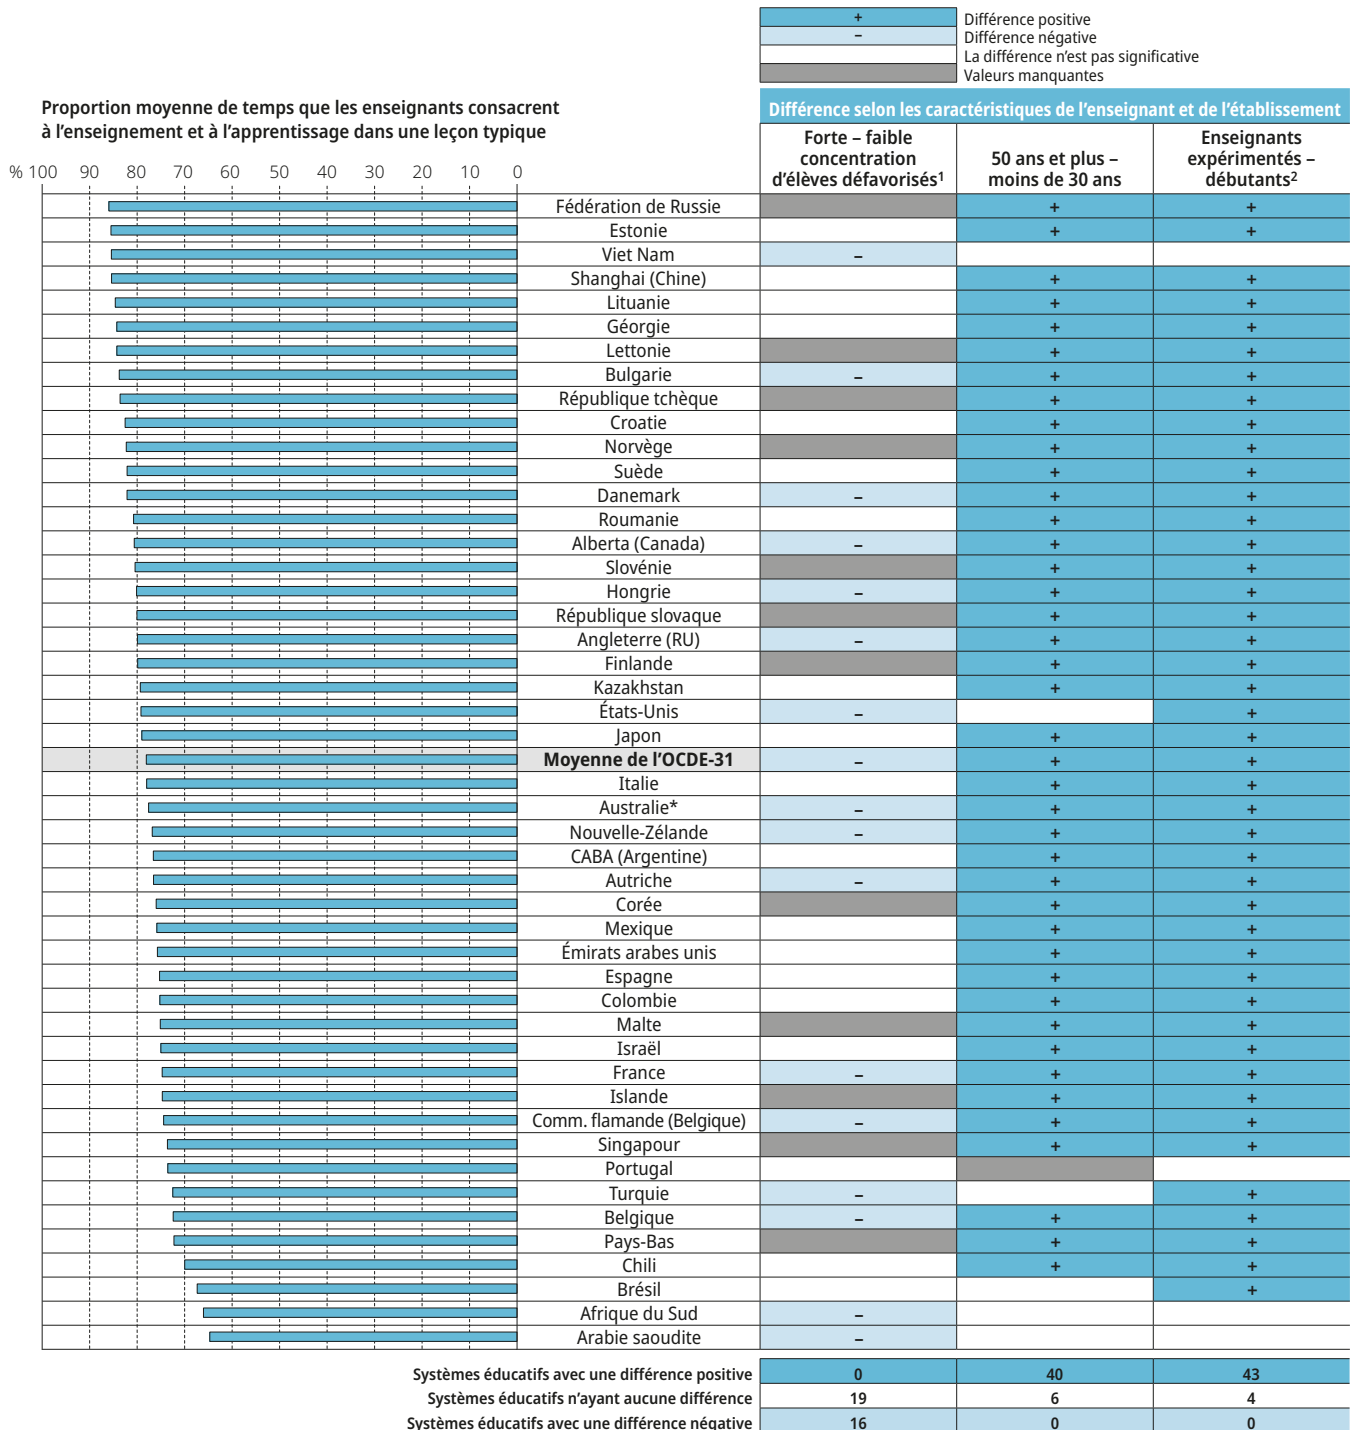 + Différence positive
– Différence négative
La différence n'est pas significative
Valeurs manquantes
Proportion moyenne de temps que les enseignants consacrent
à l'enseignement et à l'apprentissage dans une leçon typique
Différence selon les caractéristiques de l'enseignant et de l'établissement
Forte – faible
concentration
d'élèves défavorisés¹
50 ans et plus –
moins de 30 ans
Enseignants
expérimentés –
débutants²
% 100 90 80 70 60 50 40 30 20 10 0
Fédération de Russie + +
Estonie + +
Viet Nam –
Shanghai (Chine) + +
Lituanie + +
Géorgie + +
Lettonie + +
Bulgarie – + +
République tchèque + +
Croatie + +
Norvège + +
Suède + +
Danemark – + +
Roumanie + +
Alberta (Canada) – + +
Slovénie + +
Hongrie – + +
République slovaque + +
Angleterre (RU) – + +
Finlande + +
Kazakhstan + +
États-Unis – +
Japon + +
Moyenne de l'OCDE-31 – + +
Italie + +
Australie* – + +
Nouvelle-Zélande – + +
CABA (Argentine) + +
Autriche – + +
Corée + +
Mexique + +
Émirats arabes unis + +
Espagne + +
Colombie + +
Malte + +
Israël + +
France – + +
Islande + +
Comm. flamande (Belgique) – + +
Singapour + +
Portugal
Turquie – +
Belgique – + +
Pays-Bas + +
Chili + +
Brésil +
Afrique du Sud –
Arabie saoudite –
Systèmes éducatifs avec une différence positive 0 40 43
Systèmes éducatifs n'ayant aucune différence 19 6 4
Systèmes éducatifs avec une différence négative 16 0 0